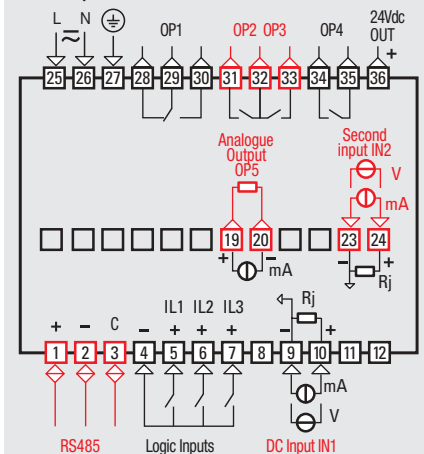 L N OP1 OP2 OP3 OP4 24Vdc
OUT
+
25 26 27 28 29 30 31 32 33 34 35 36
Analogue
Output
OP5
Second
input IN2
V
mA
19 20 23 24
+ − mA − + Rj
IL1 IL2 IL3 Rj
+ − C − + + + − +
1 2 3 4 5 6 7 8 9 10 11 12
mA
V
RS485 Logic Inputs DC Input IN1